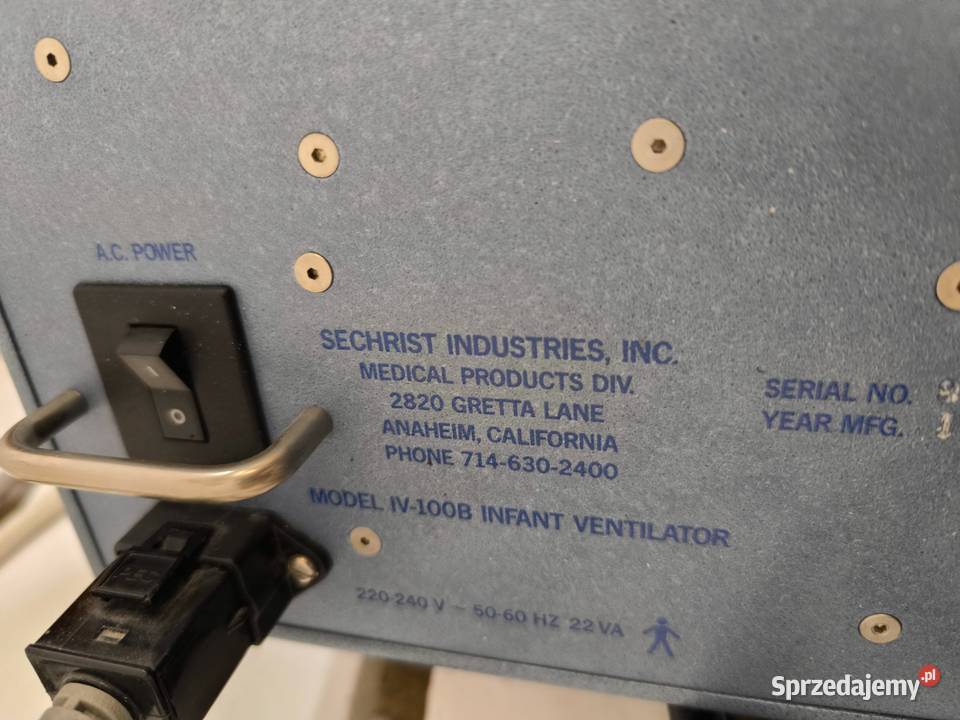 A.C. POWER
SECHRIST INDUSTRIES, INC.
MEDICAL PRODUCTS DIV.
2820 GRETTA LANE
ANAHEIM, CALIFORNIA
PHONE 714-630-2400
SERIAL NO.
YEAR MFG. 1
MODEL IV-100B INFANT VENTILATOR
220-240 V ~ 50-60 HZ 22 VA
Sprzedajemy.pl